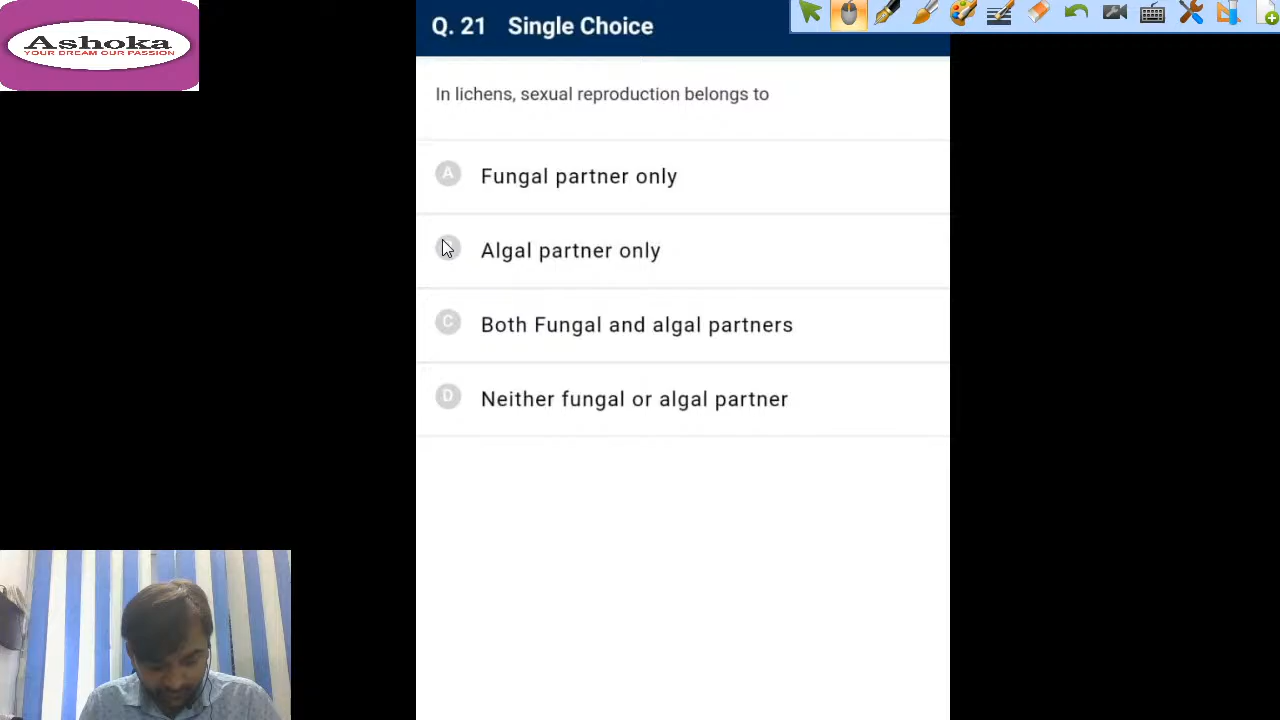 Ashoka
YOUR DREAM OUR PASSION
Q. 21 Single Choice
In lichens, sexual reproduction belongs to
A Fungal partner only
Algal partner only
C Both Fungal and algal partners
D Neither fungal or algal partner